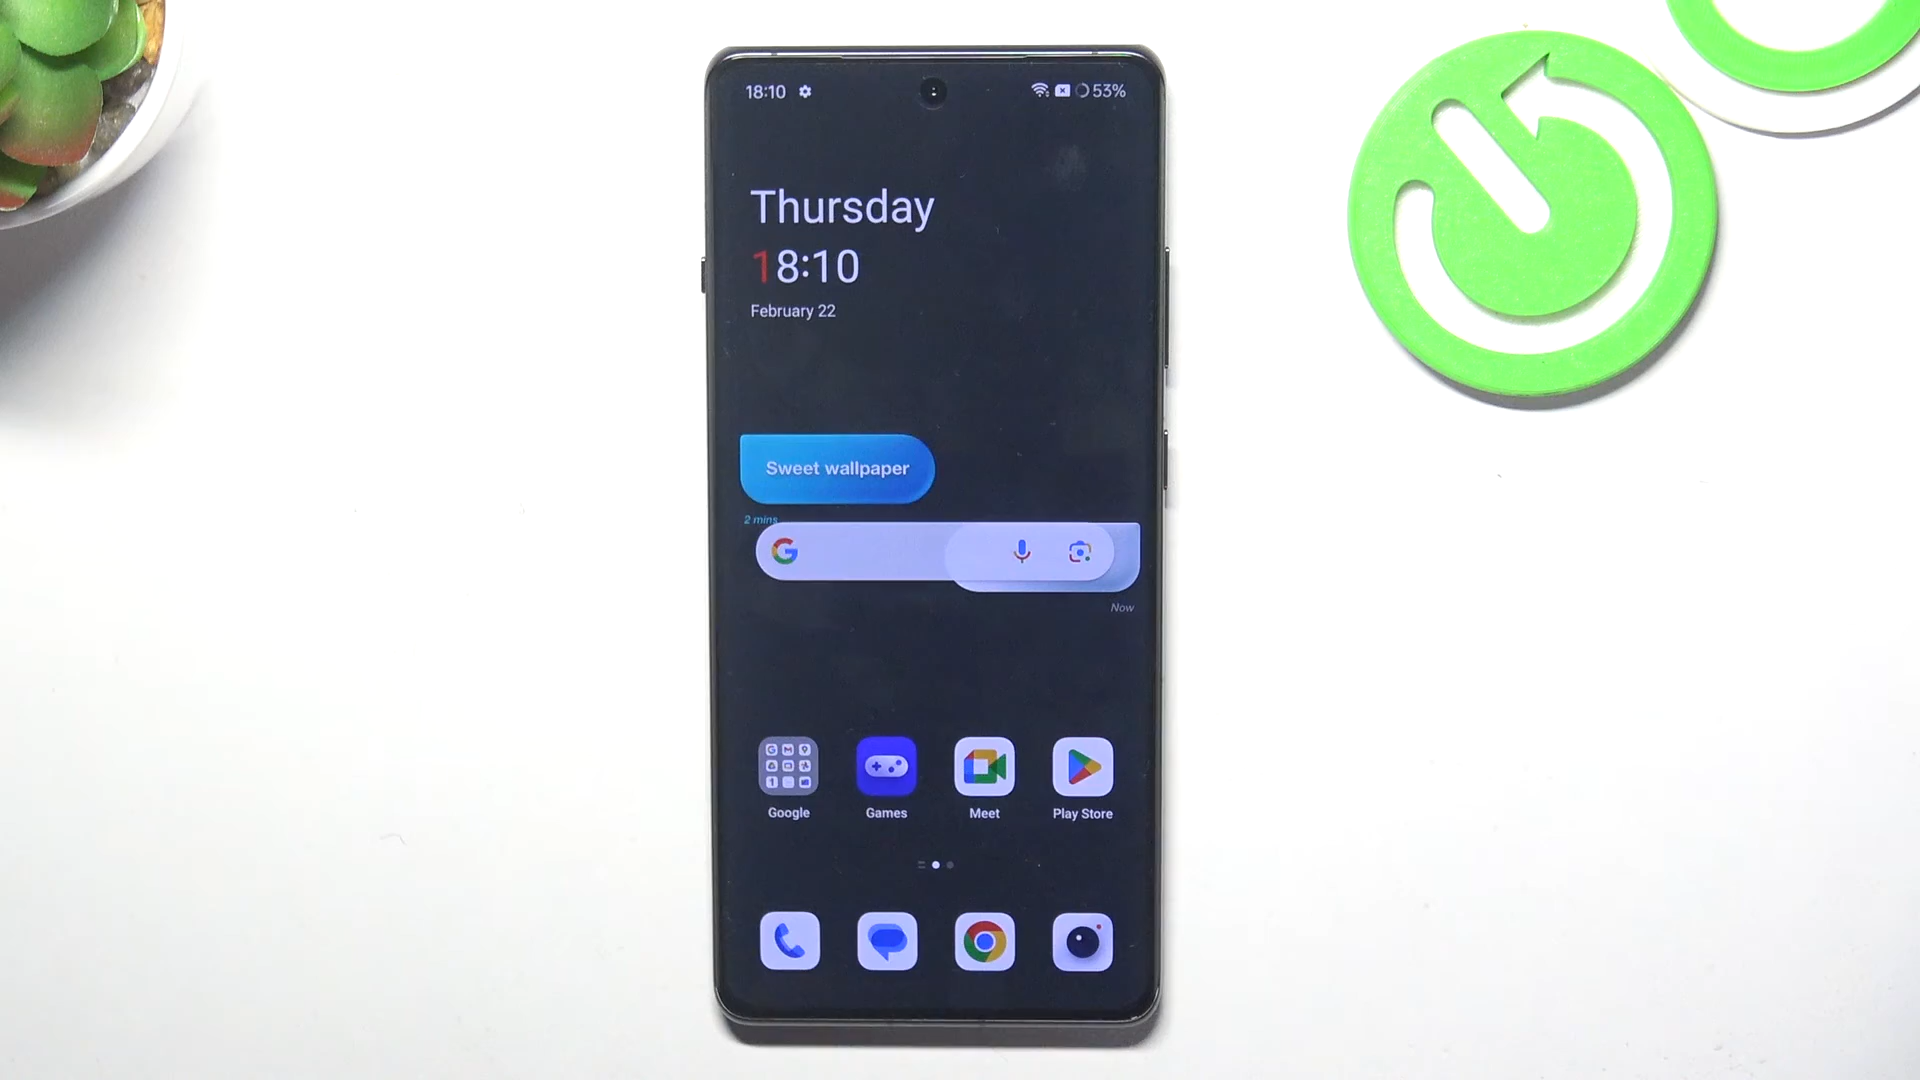 18:10
53%
Thursday
18:10
February 22
Sweet wallpaper
2 mins
G
Now
Google
Games
Meet
Play Store